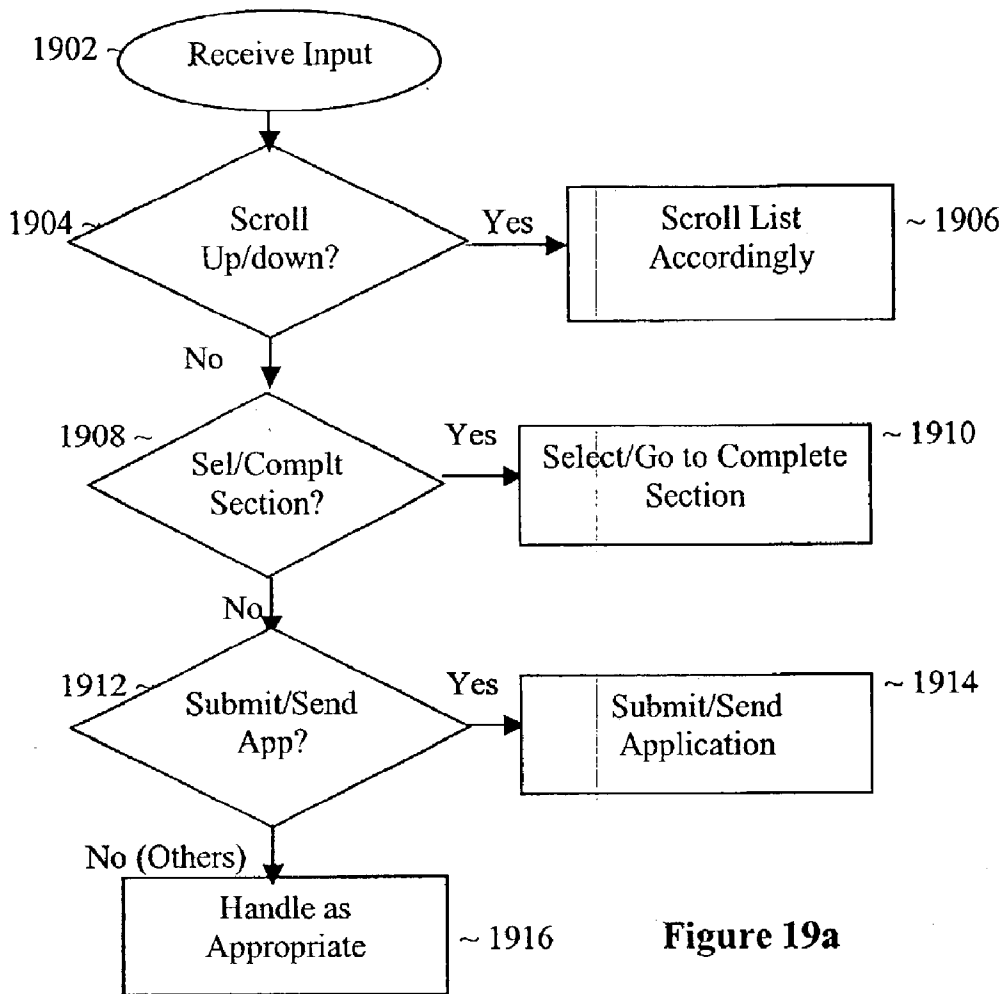 1902 ~
Receive Input
1904 ~
Scroll
Up/down?
Yes
Scroll List
Accordingly
~ 1906
No
1908 ~
Sel/Complt
Section?
Yes
Select/Go to Complete
Section
~ 1910
No
1912 ~
Submit/Send
App?
Yes
Submit/Send
Application
~ 1914
No (Others)
Handle as
Appropriate
~ 1916
Figure 19a